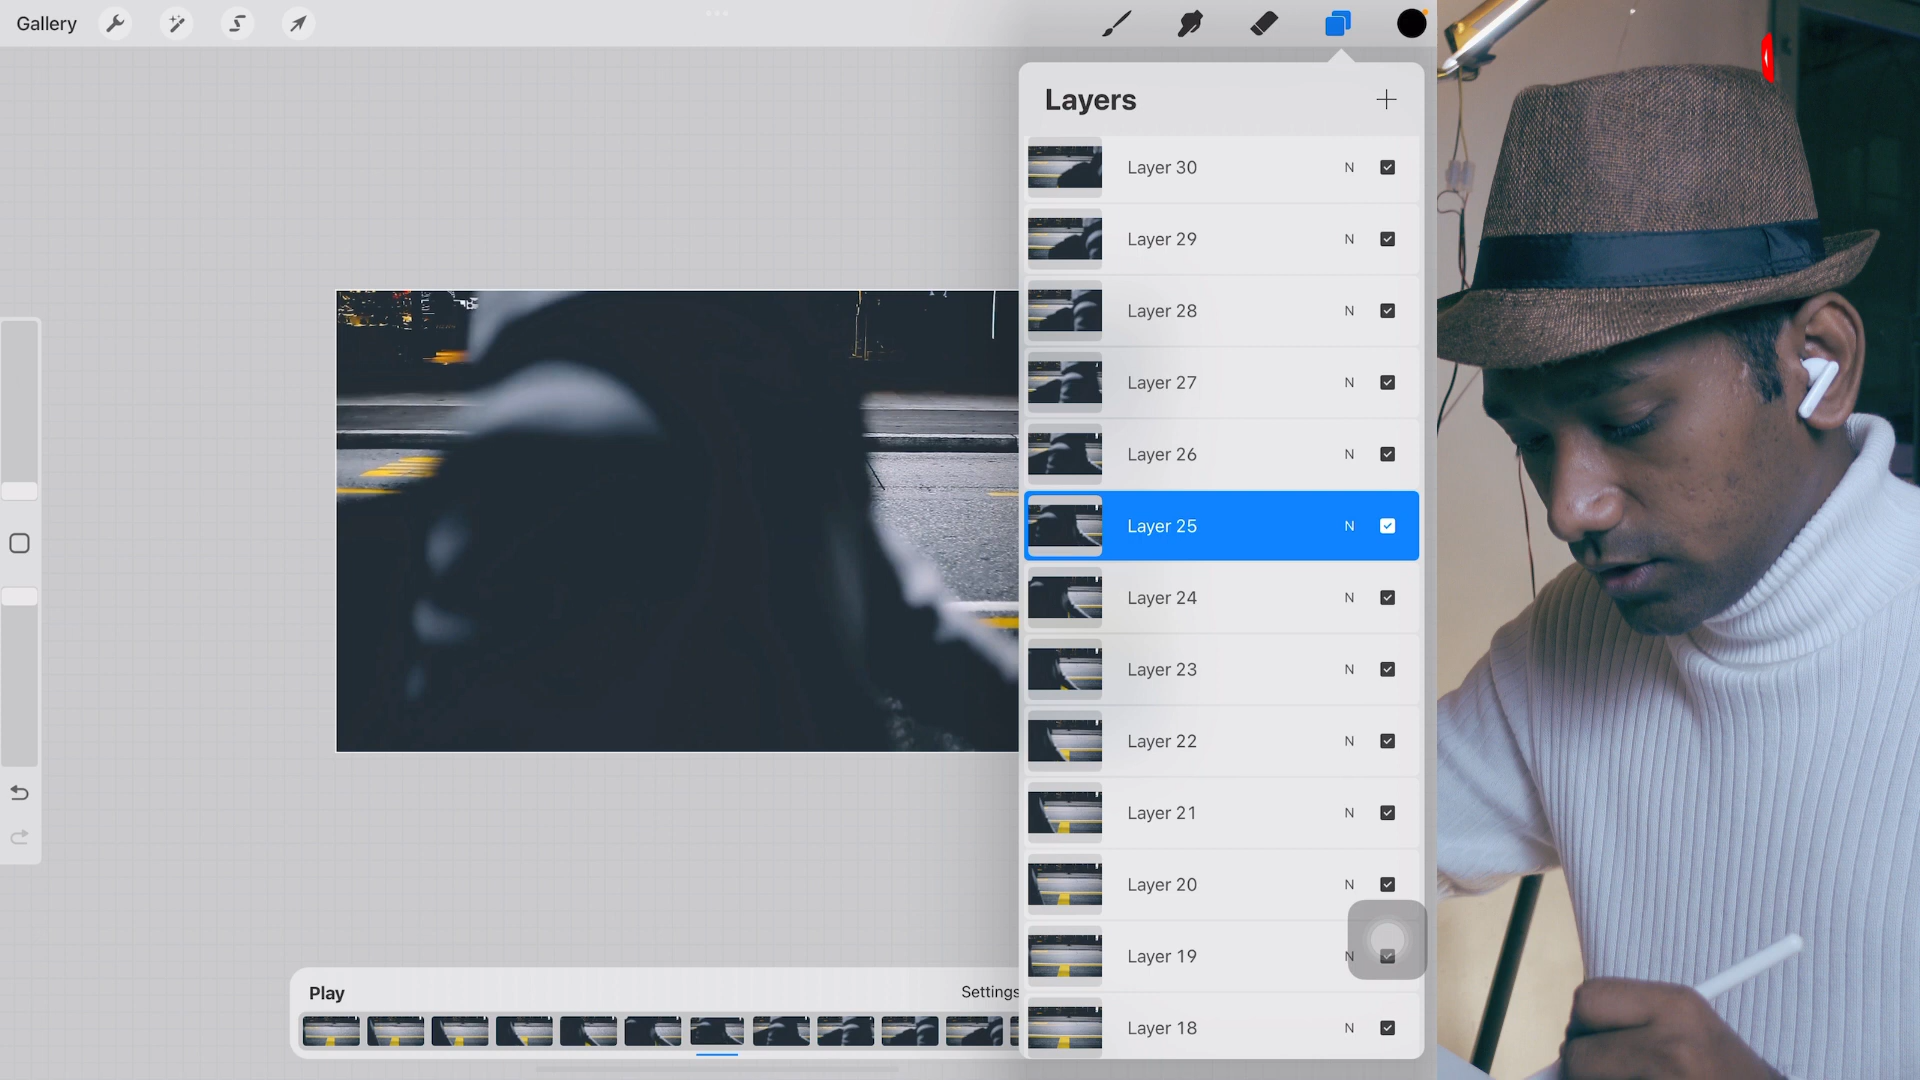 Gallery
Layers
Layer 30 N
Layer 29 N
Layer 28 N
Layer 27 N
Layer 26 N
Layer 25 N
Layer 24 N
Layer 23 N
Layer 22 N
Layer 21 N
Layer 20 N
Layer 19 N
Layer 18 N
Play Settings